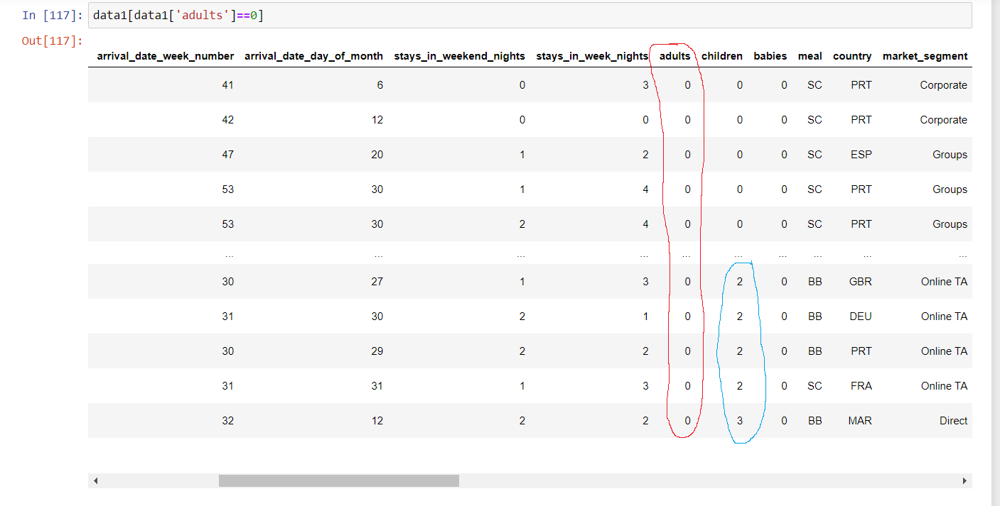 In [117]: data1[data1['adults']==0]
Out[117]:
arrival_date_week_number arrival_date_day_of_month stays_in_weekend_nights stays_in_week_nights adults children babies meal country market_segment
41 6 0 3 0 0 0 SC PRT Corporate
42 12 0 0 0 0 0 SC PRT Corporate
47 20 1 2 0 0 0 SC ESP Groups
53 30 1 4 0 0 0 SC PRT Groups
53 30 2 4 0 0 0 SC PRT Groups
... ... ... ... ... ... ... ... ... ...
30 27 1 3 0 2 0 BB GBR Online TA
31 30 2 1 0 2 0 BB DEU Online TA
30 29 2 2 0 2 0 BB PRT Online TA
31 31 1 3 0 2 0 SC FRA Online TA
32 12 2 2 0 3 0 BB MAR Direct